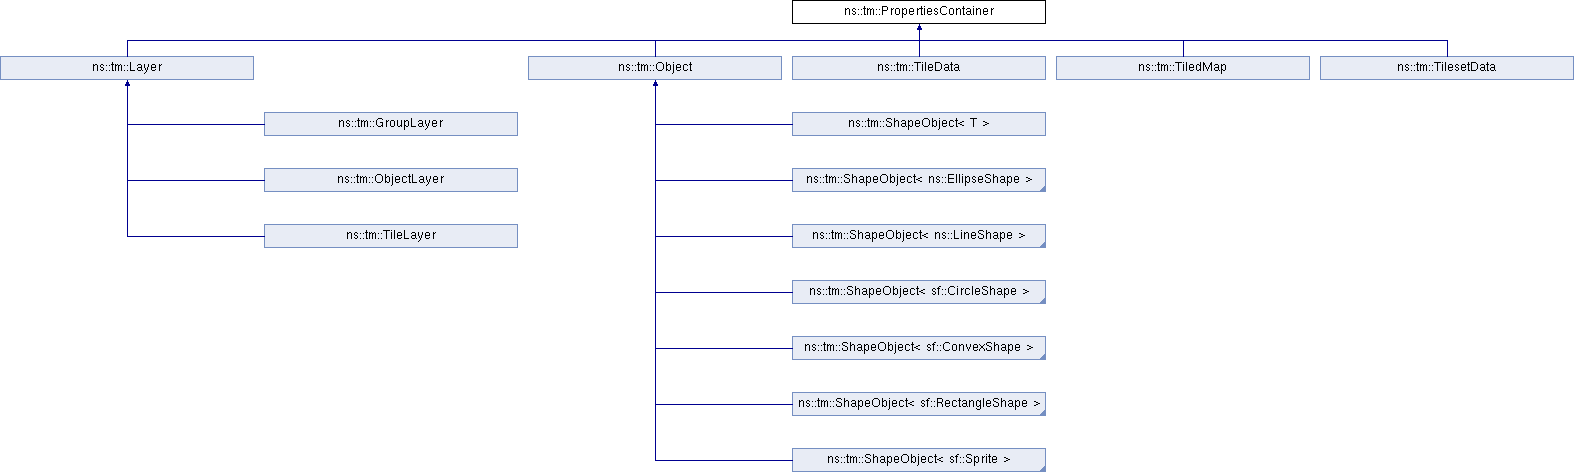 ns::tm::PropertiesContainer
ns::tm::Layer
ns::tm::Object
ns::tm::TileData
ns::tm::TiledMap
ns::tm::TilesetData
ns::tm::GroupLayer
ns::tm::ShapeObject< T >
ns::tm::ObjectLayer
ns::tm::ShapeObject< ns::EllipseShape >
ns::tm::TileLayer
ns::tm::ShapeObject< ns::LineShape >
ns::tm::ShapeObject< sf::CircleShape >
ns::tm::ShapeObject< sf::ConvexShape >
ns::tm::ShapeObject< sf::RectangleShape >
ns::tm::ShapeObject< sf::Sprite >